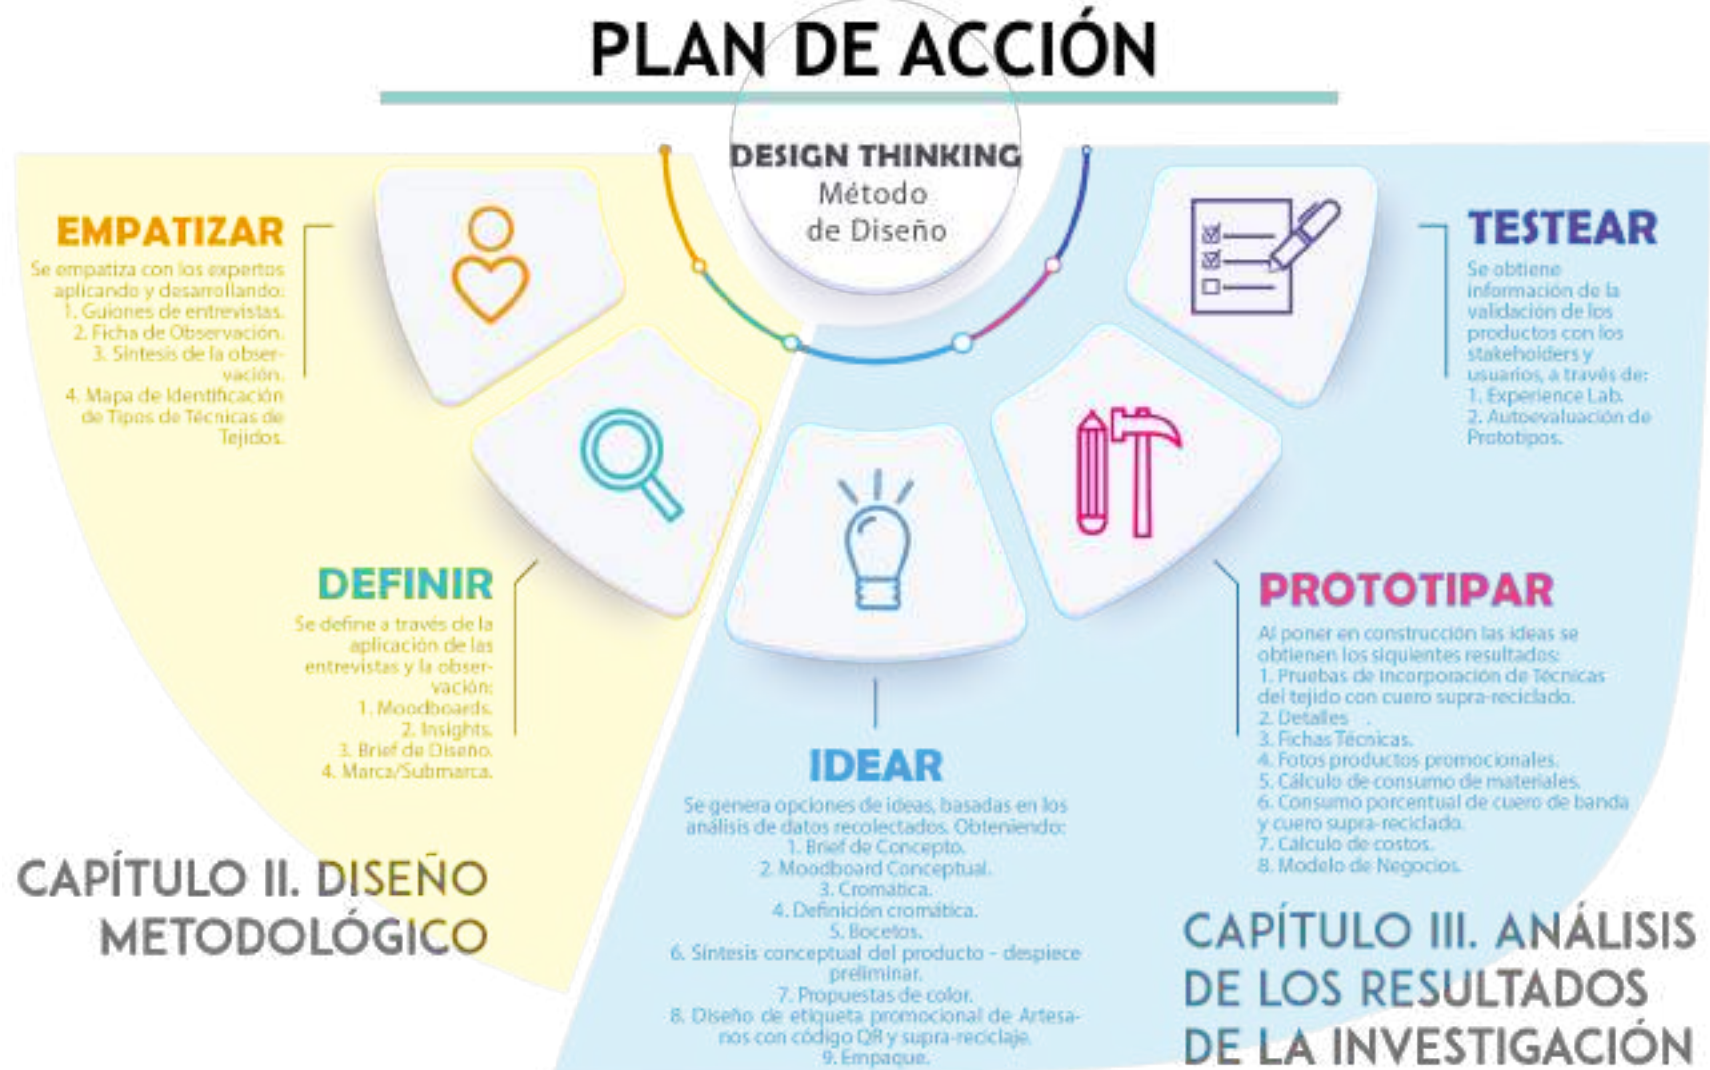 PLAN DE ACCIÓN
DESIGN THINKING
Método
de Diseño
EMPATIZAR
Se empatiza con los expertos
aplicando y desarrollando:
1. Guiones de entrevistas.
2. Ficha de Observación.
3. Síntesis de la obser-
vación.
4. Mapa de Identificación
de Tipos de Técnicas de
Tejidos.
DEFINIR
Se define a través de la
aplicación de las
entrevistas y la obser-
vación:
1. Moodboards.
2. Insights.
3. Brief de Diseño.
4. Marca/Submarca.
CAPÍTULO II. DISEÑO
METODOLÓGICO
IDEAR
Se genera opciones de ideas, basadas en los
análisis de datos recolectados. Obteniendo:
1. Brief de Concepto.
2. Moodboard Conceptual.
3. Cromática.
4. Definición cromática.
5. Bocetos.
6. Síntesis conceptual del producto - despiece
preliminar.
7. Propuestas de color.
8. Diseño de etiqueta promocional de Artesa-
nos con código QR y supra-reciclaje.
9. Empaque.
PROTOTIPAR
Al poner en construcción las ideas se
obtienen los siquientes resultados:
1. Pruebas de incorporación de Técnicas
del tejido con cuero supra-reciclado.
2. Detalles .
3. Fichas Técnicas.
4. Fotos productos promocionales.
5. Cálculo de consumo de materiales.
6. Consumo porcentual de cuero de banda
y cuero supra-reciclado.
7. Cálculo de costos.
8. Modelo de Negocios.
TESTEAR
Se obtiene
información de la
validación de los
productos con los
stakeholders y
usuarios, a través de:
1. Experience Lab.
2. Autoevaluación de
Prototipos.
CAPÍTULO III. ANÁLISIS
DE LOS RESULTADOS
DE LA INVESTIGACIÓN